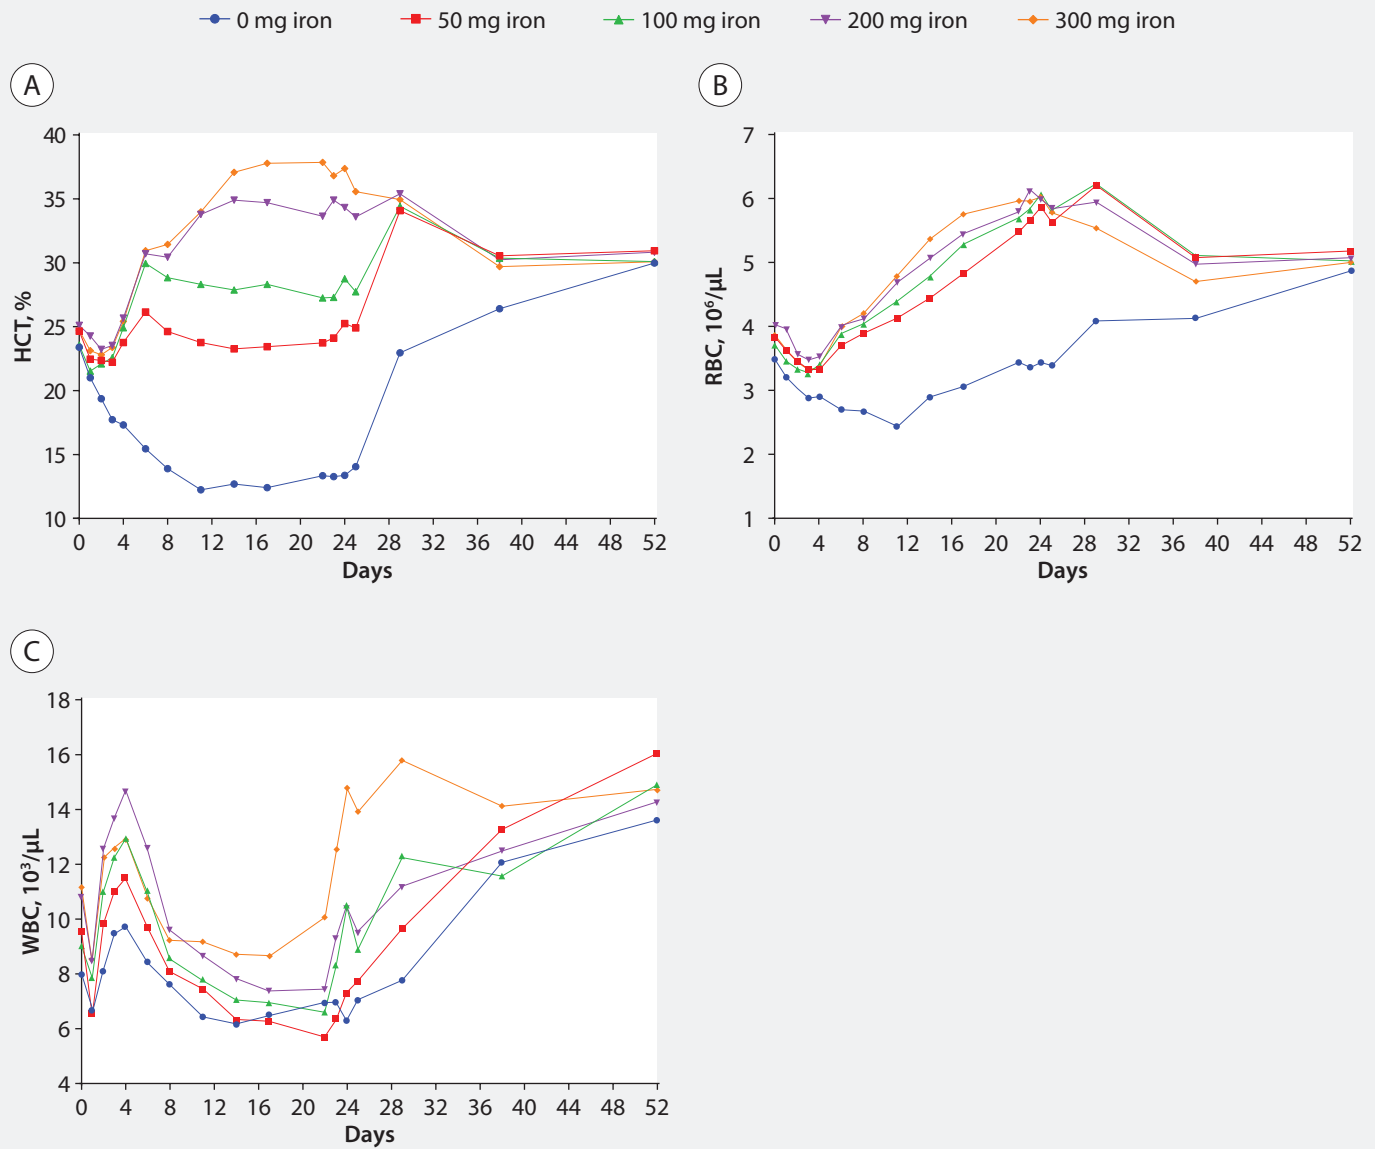 0 mg iron 50 mg iron 100 mg iron 200 mg iron 300 mg iron
A
HCT, %
40
35
30
25
20
15
10
0 4 8 12 16 20 24 28 32 36 40 44 48 52
Days
B
RBC, 10⁶/µL
7
6
5
4
3
2
1
0 4 8 12 16 20 24 28 32 36 40 44 48 52
Days
C
WBC, 10³/µL
18
16
14
12
10
8
6
4
0 4 8 12 16 20 24 28 32 36 40 44 48 52
Days